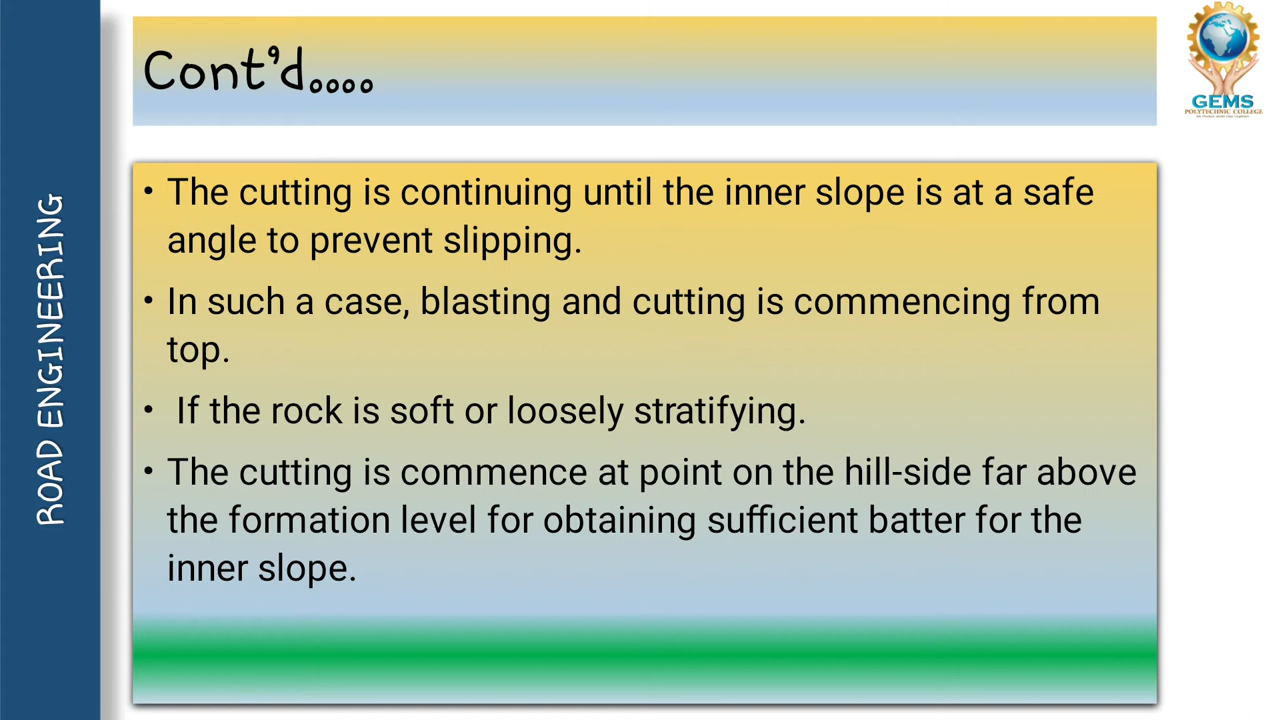 Cont'd....
GEMS
POLYTECHNIC COLLEGE
ROAD ENGINEERING
• The cutting is continuing until the inner slope is at a safe
angle to prevent slipping.
• In such a case, blasting and cutting is commencing from
top.
• If the rock is soft or loosely stratifying.
• The cutting is commence at point on the hill-side far above
the formation level for obtaining sufficient batter for the
inner slope.